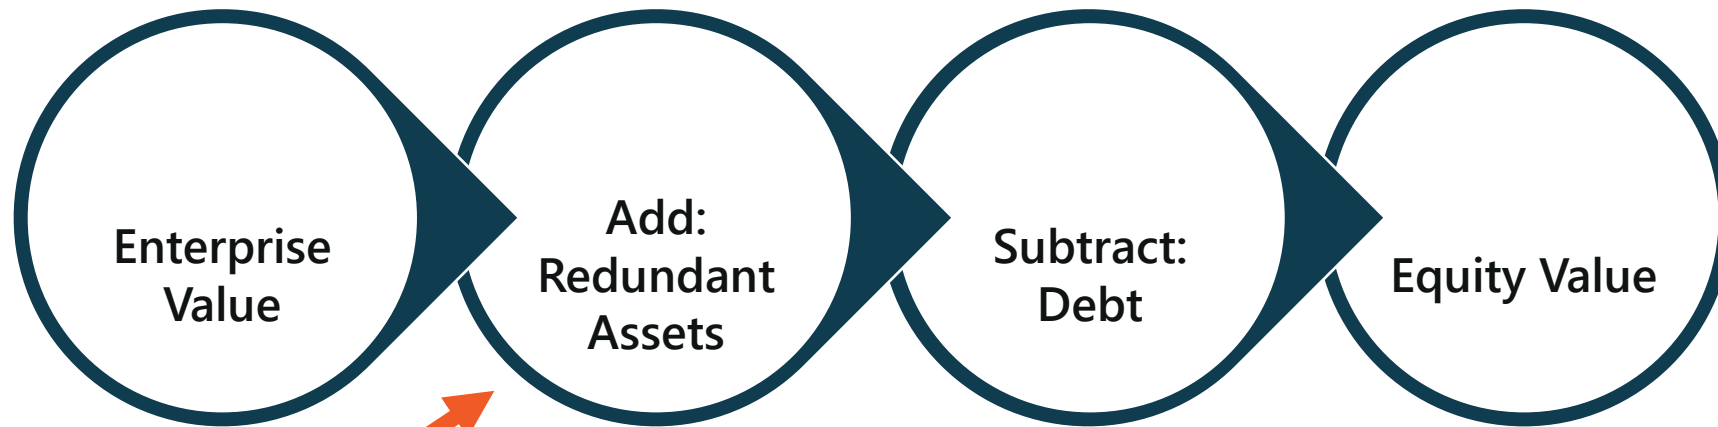 Enterprise
Value
Add:
Redundant
Assets
Subtract:
Debt
Equity Value